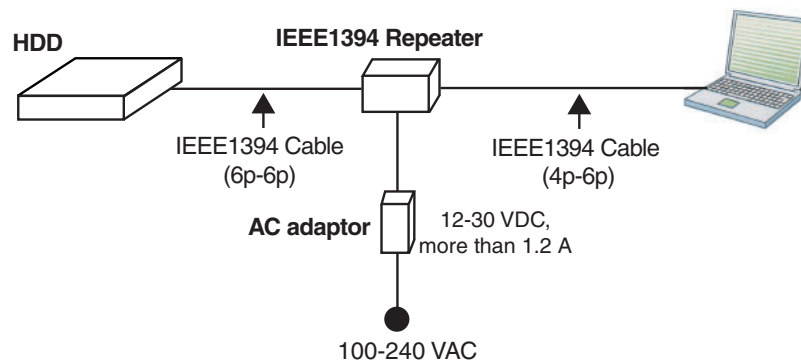 HDD
IEEE1394 Repeater
IEEE1394 Cable
(6p-6p)
IEEE1394 Cable
(4p-6p)
AC adaptor
12-30 VDC,
more than 1.2 A
100-240 VAC